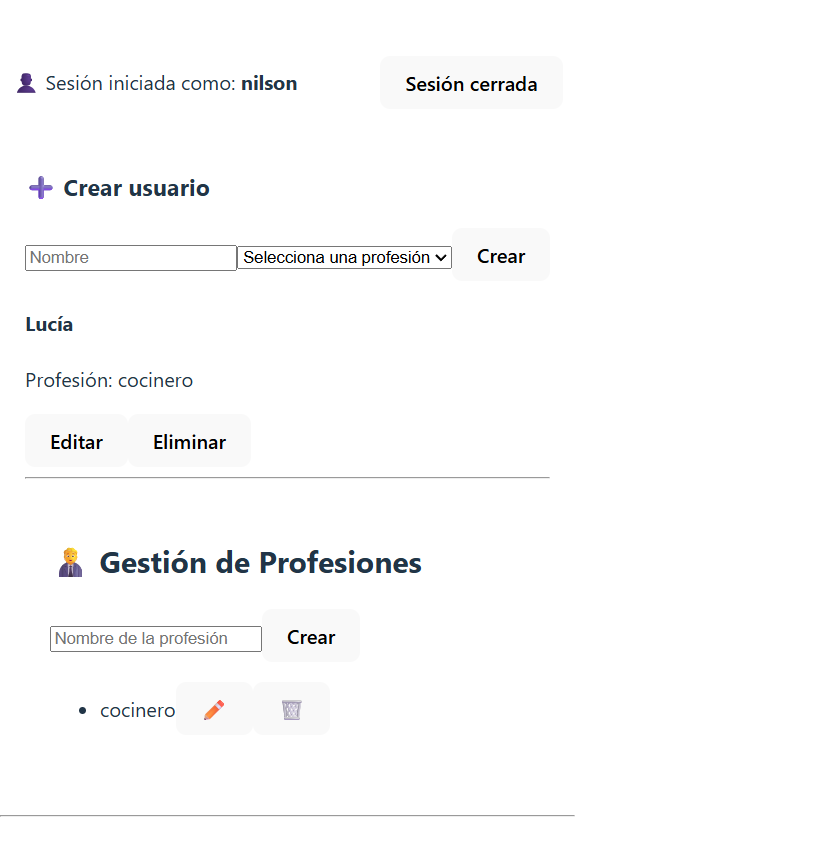 Sesión iniciada como: nilson
Sesión cerrada
Crear usuario
Nombre
Selecciona una profesión
Crear
Lucía
Profesión: cocinero
Editar
Eliminar
Gestión de Profesiones
Nombre de la profesión
Crear
cocinero